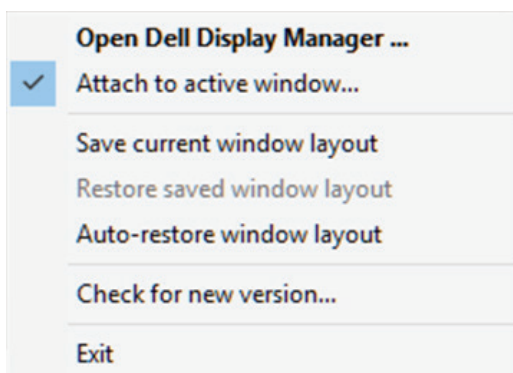 Open Dell Display Manager ...
Attach to active window...
Save current window layout
Restore saved window layout
Auto-restore window layout
Check for new version...
Exit